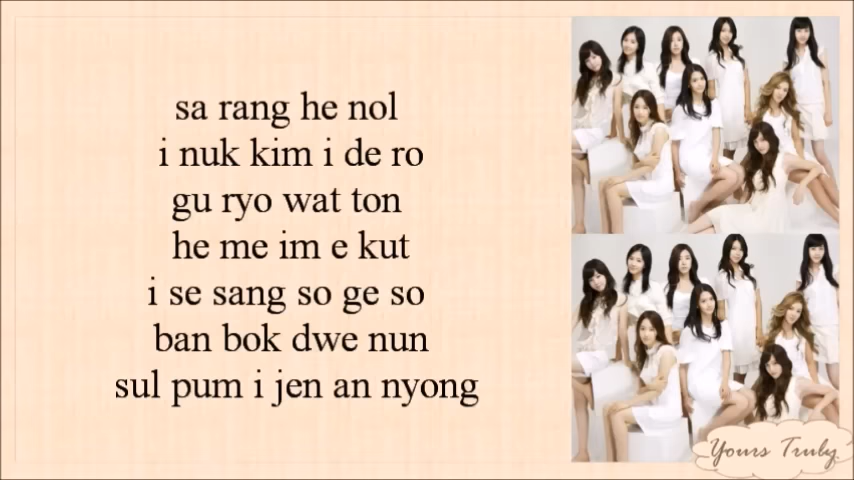 sa rang he nol
i nuk kim i de ro
gu ryo wat ton
he me im e kut
i se sang so ge so
ban bok dwe nun
sul pum i jen an nyong
Yours Truly